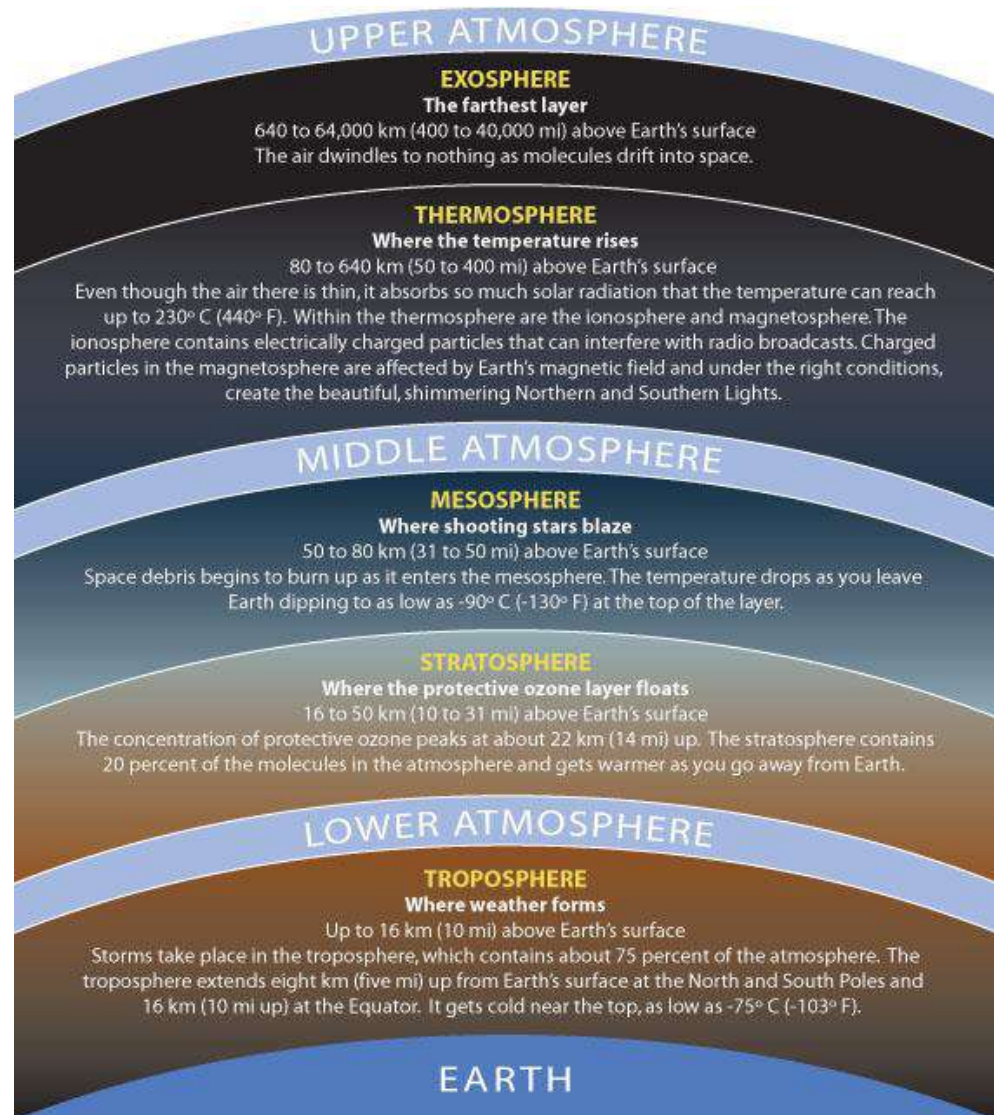 UPPER ATMOSPHERE
EXOSPHERE
The farthest layer
640 to 64,000 km (400 to 40,000 mi) above Earth's surface
The air dwindles to nothing as molecules drift into space.
THERMOSPHERE
Where the temperature rises
80 to 640 km (50 to 400 mi) above Earth's surface
Even though the air there is thin, it absorbs so much solar radiation that the temperature can reach
up to 230º C (440º F). Within the thermosphere are the ionosphere and magnetosphere. The
ionosphere contains electrically charged particles that can interfere with radio broadcasts. Charged
particles in the magnetosphere are affected by Earth's magnetic field and under the right conditions,
create the beautiful, shimmering Northern and Southern Lights.
MIDDLE ATMOSPHERE
MESOSPHERE
Where shooting stars blaze
50 to 80 km (31 to 50 mi) above Earth's surface
Space debris begins to burn up as it enters the mesosphere. The temperature drops as you leave
Earth dipping to as low as -90º C (-130º F) at the top of the layer.
STRATOSPHERE
Where the protective ozone layer floats
16 to 50 km (10 to 31 mi) above Earth's surface
The concentration of protective ozone peaks at about 22 km (14 mi) up. The stratosphere contains
20 percent of the molecules in the atmosphere and gets warmer as you go away from Earth.
LOWER ATMOSPHERE
TROPOSPHERE
Where weather forms
Up to 16 km (10 mi) above Earth's surface
Storms take place in the troposphere, which contains about 75 percent of the atmosphere. The
troposphere extends eight km (five mi) up from Earth's surface at the North and South Poles and
16 km (10 mi up) at the Equator. It gets cold near the top, as low as -75º C (-103º F).
EARTH